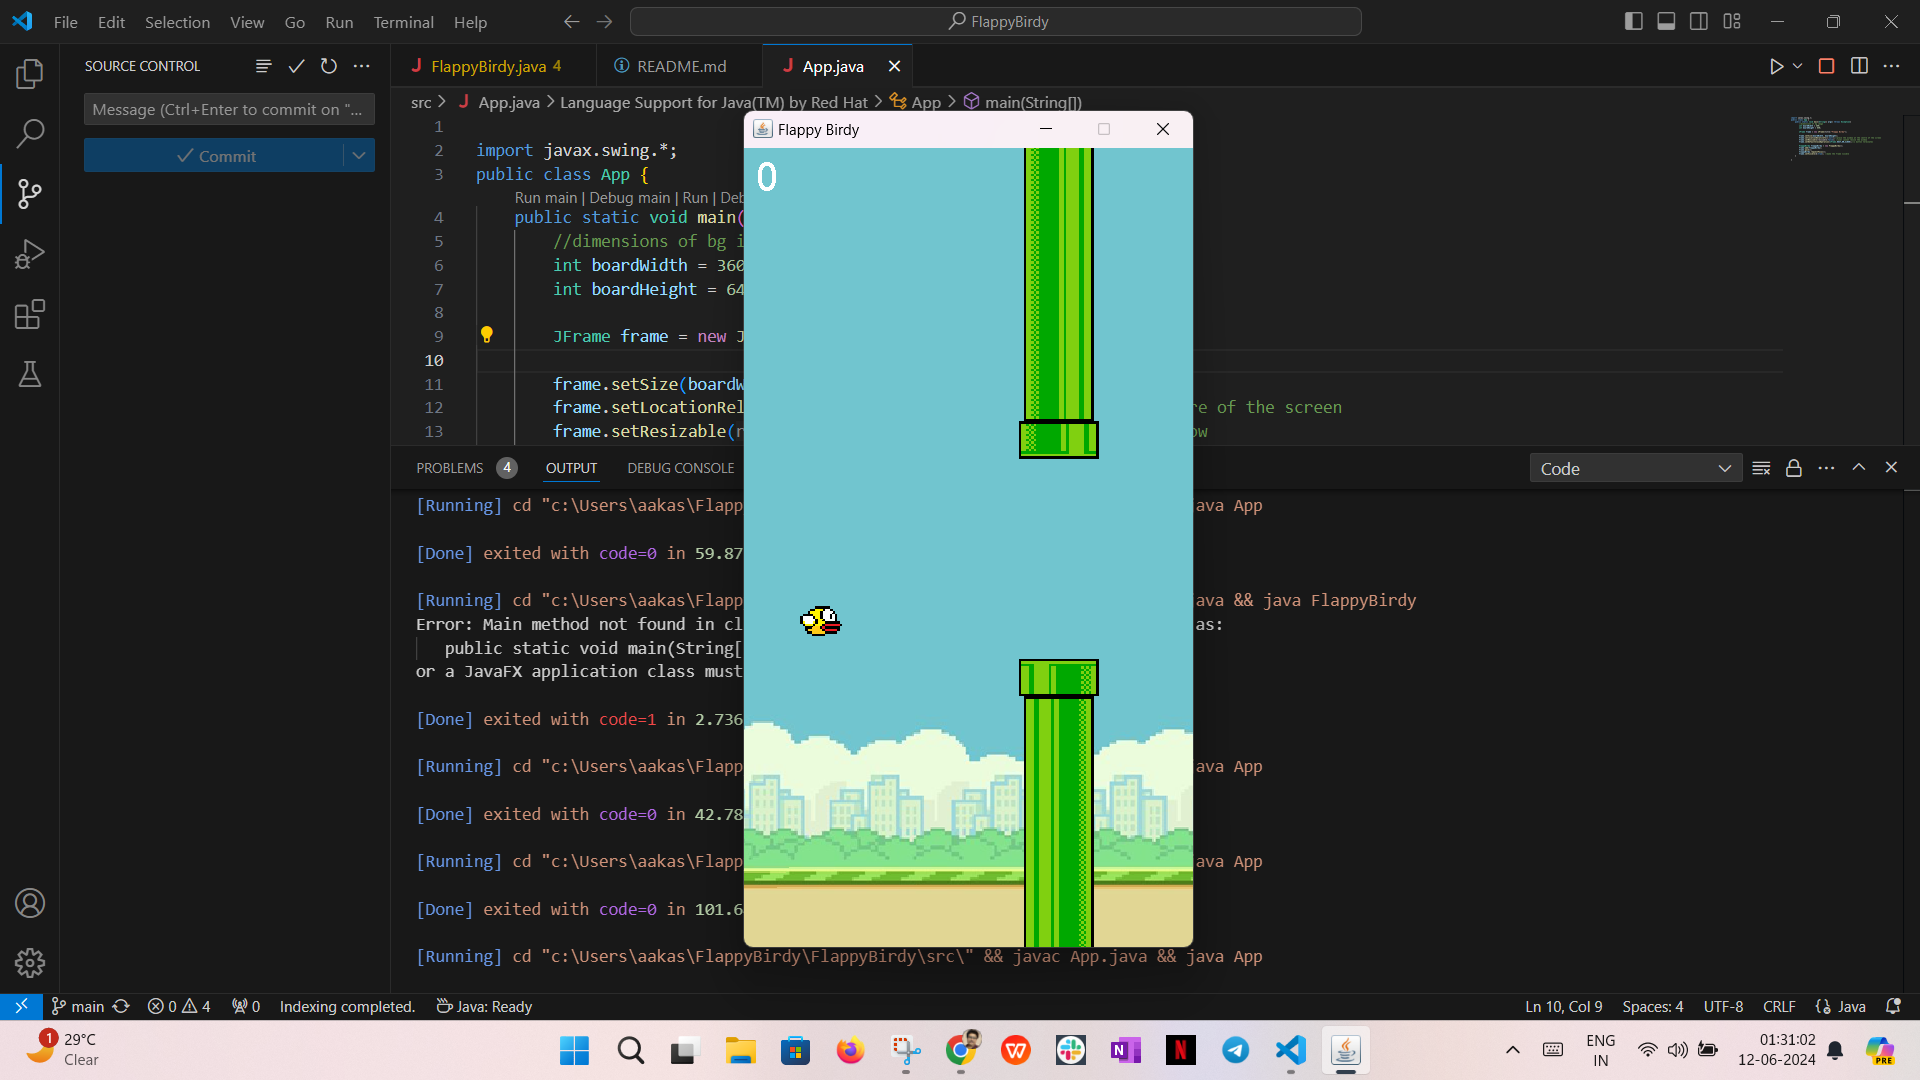 File Edit Selection View Go Run Terminal Help
FlappyBirdy
SOURCE CONTROL
Message (Ctrl+Enter to commit on "...
Commit
FlappyBirdy.java 4
README.md
App.java
src > App.java > Language Support for Java(TM) by Red Hat > App > main(String[])
1
2 import javax.swing.*;
3 public class App {
Run main | Debug main | Run | Deb
4 public static void main(
5 //dimensions of bg i
6 int boardWidth = 360
7 int boardHeight = 64
8
9 JFrame frame = new J
10
11 frame.setSize(boardW
12 frame.setLocationRel re of the screen
13 frame.setResizable( ow
Flappy Birdy
0
PROBLEMS 4 OUTPUT DEBUG CONSOLE
Code
[Running] cd "c:\Users\aakas\Flapp ava App
[Done] exited with code=0 in 59.87
[Running] cd "c:\Users\aakas\Flapp ava && java FlappyBirdy
Error: Main method not found in cl as:
public static void main(String[
or a JavaFX application class must
[Done] exited with code=1 in 2.736
[Running] cd "c:\Users\aakas\Flapp ava App
[Done] exited with code=0 in 42.78
[Running] cd "c:\Users\aakas\Flapp ava App
[Done] exited with code=0 in 101.6
[Running] cd "c:\Users\aakas\FlappyBirdy\FlappyBirdy\src\" && javac App.java && java App
main 0 4 0 Indexing completed. Java: Ready
Ln 10, Col 9 Spaces: 4 UTF-8 CRLF Java
1 29°C
Clear
ENG
IN
01:31:02
12-06-2024
PRE